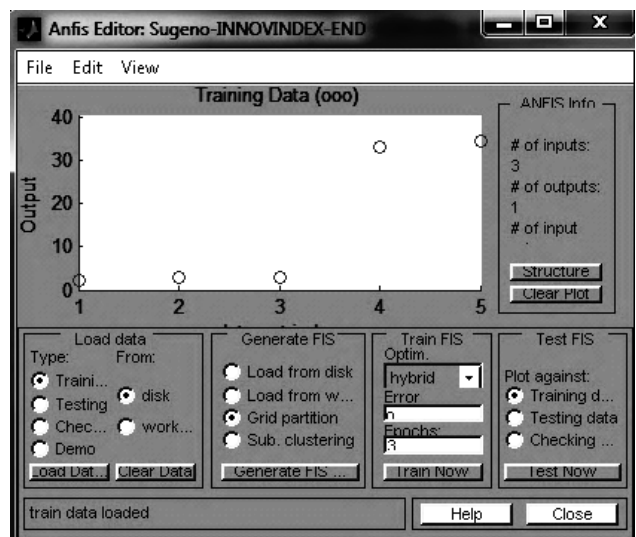 Anfis Editor: Sugeno-INNOVINDEX-END
File Edit View
Training Data (ooo)
40
30
20
10
0
Output
1 2 3 4 5
ANFIS Info
# of inputs:
3
# of outputs:
1
# of input
Structure
Clear Plot
Load data
Type: From:
Traini...
Testing
Chec...
Demo
disk
work...
Load Dat...
Clear Data
Generate FIS
Load from disk
Load from w...
Grid partition
Sub. clustering
Generate FIS ...
Train FIS
Optim.
hybrid
Error
Epochs:
3
Train Now
Test FIS
Plot against:
Training d...
Testing data
Checking ...
Test Now
train data loaded
Help
Close